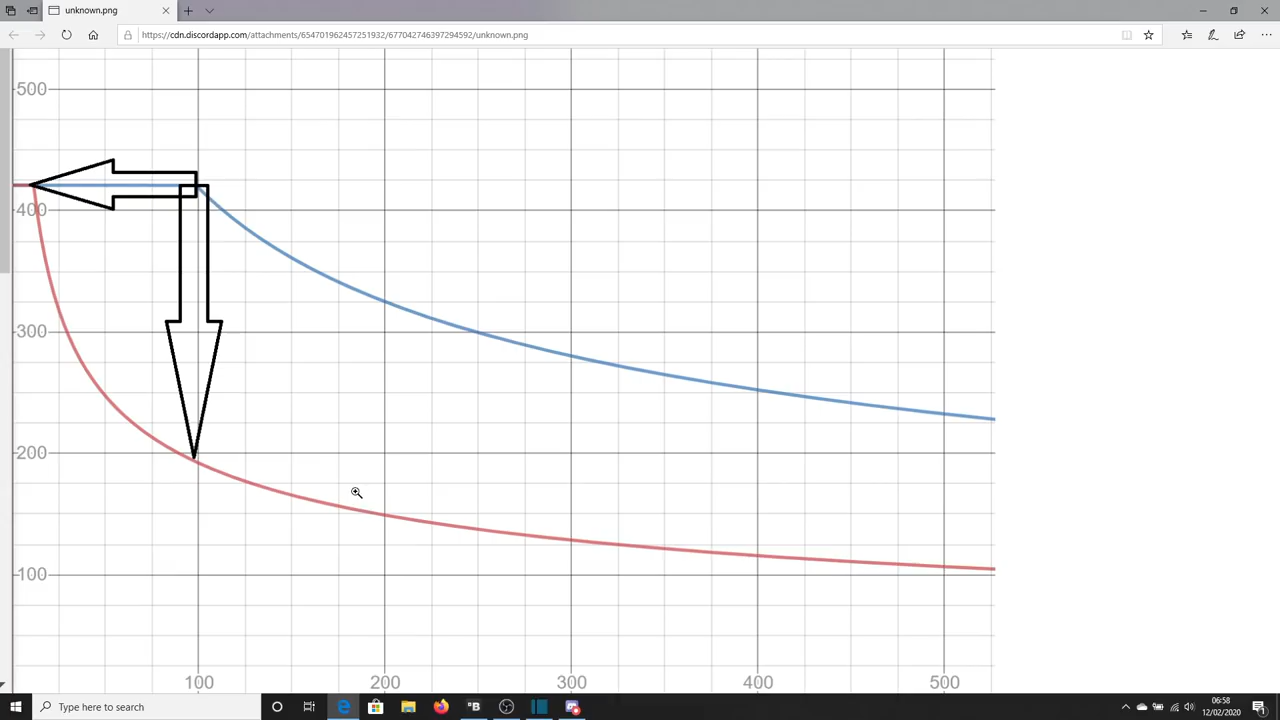 unknown.png
https://cdn.discordapp.com/attachments/654701962457251932/677042746397294592/unknown.png
500
400
300
200
100
100 200 300 400 500
Type here to search
06:58
12/02/2020